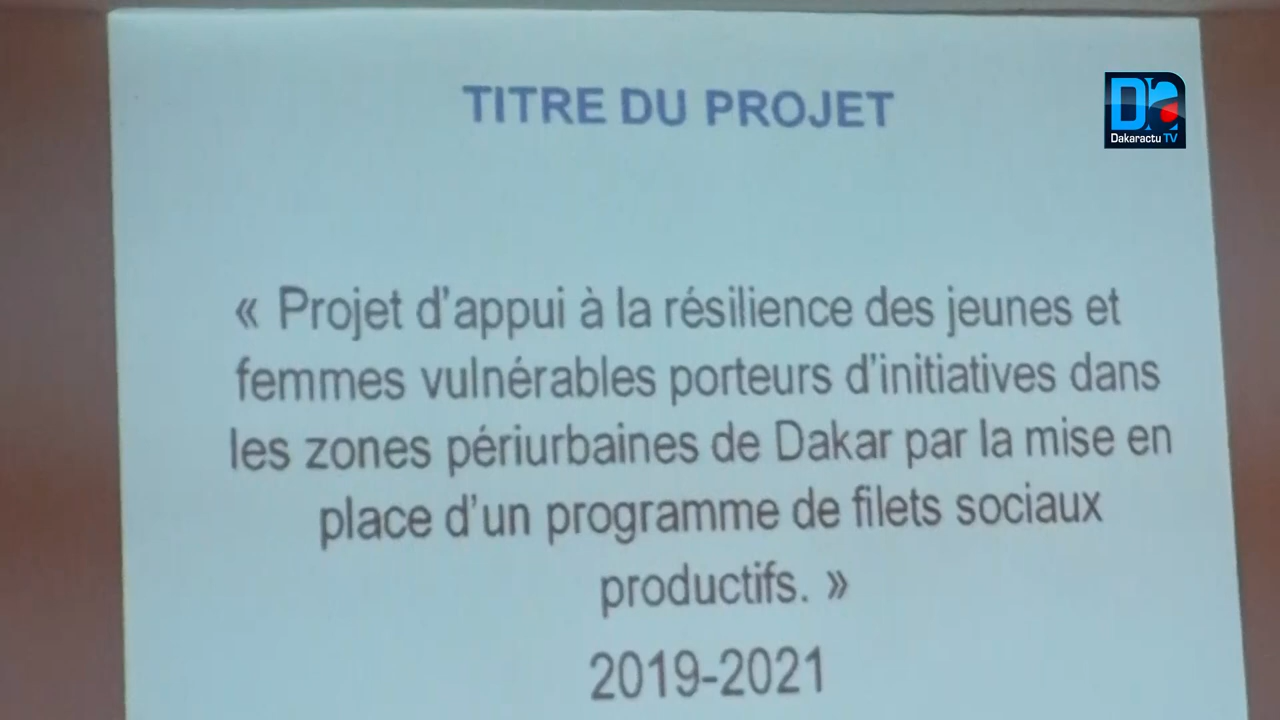 TITRE DU PROJET
Dakaractu TV
« Projet d'appui à la résilience des jeunes et
femmes vulnérables porteurs d'initiatives dans
les zones périurbaines de Dakar par la mise en
place d'un programme de filets sociaux
productifs. »
2019-2021